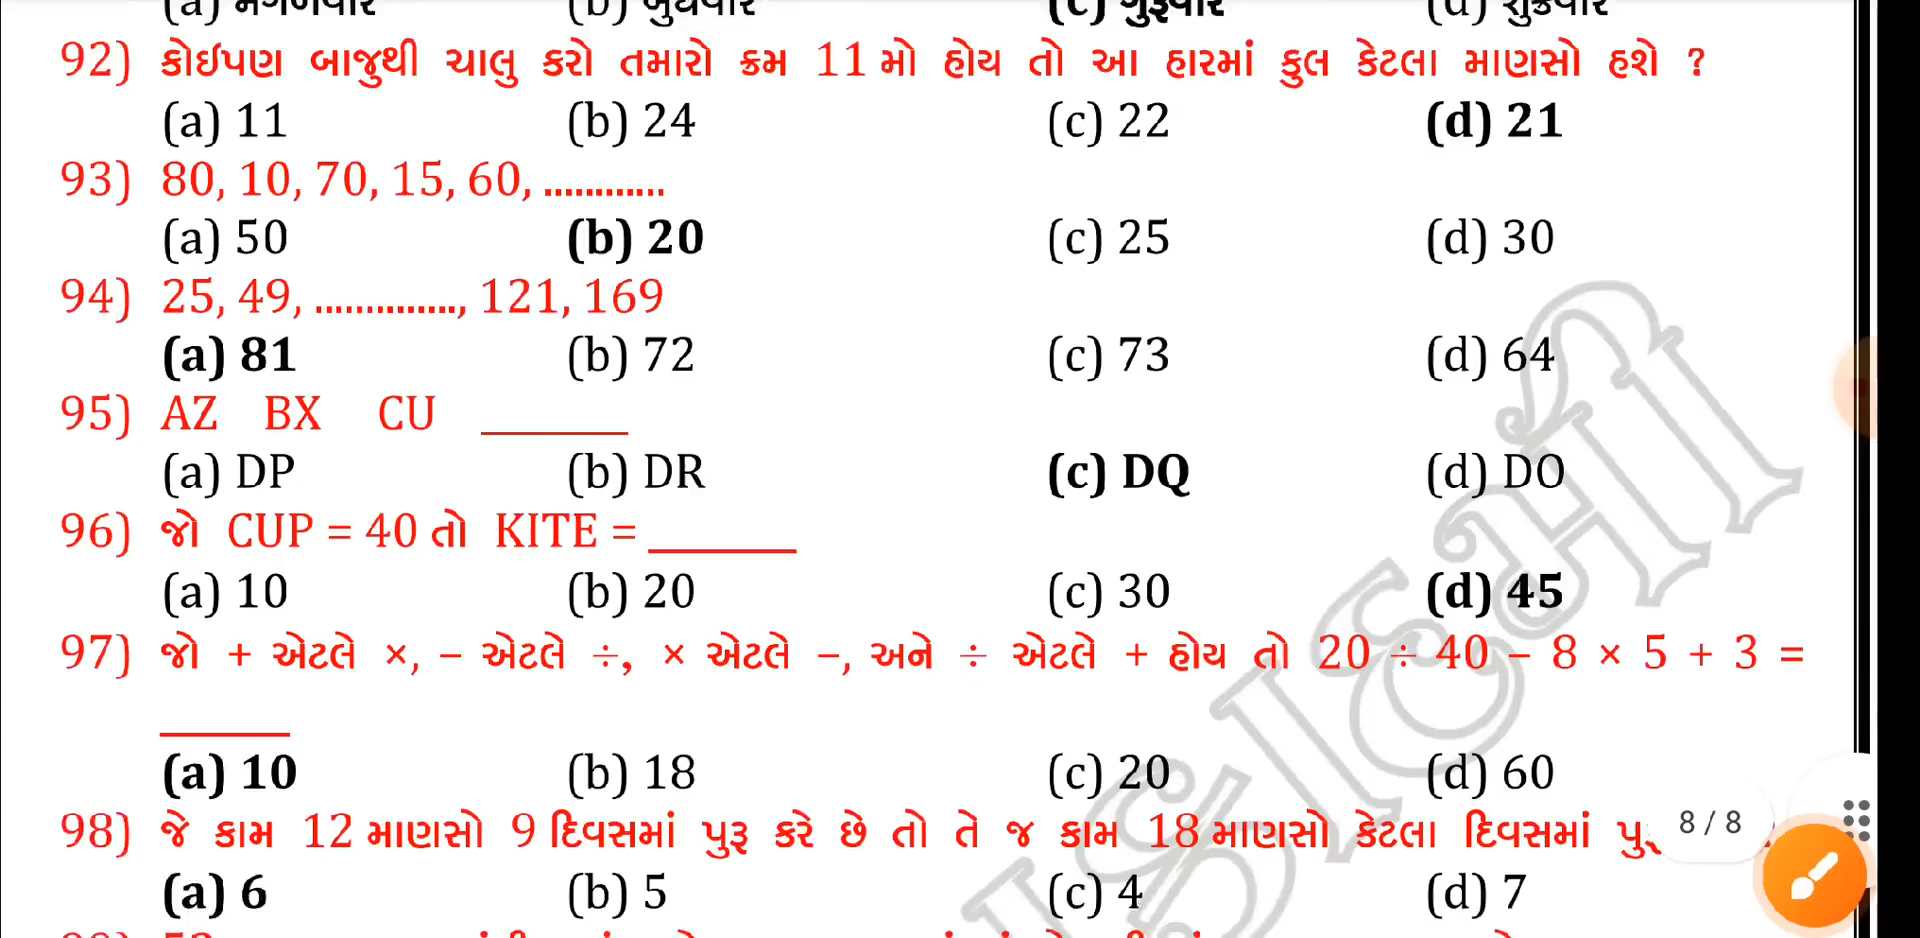 (a) મંગળવાર (b) બુધવાર (c) ગુરૂવાર (d) શુક્રવાર
92) કોઈપણ બાજુથી ચાલુ કરો તમારો ક્રમ 11 મો હોય તો આ હારમાં કુલ કેટલા માણસો હશે ?
(a) 11 (b) 24 (c) 22 (d) 21
93) 80, 10, 70, 15, 60, ............
(a) 50 (b) 20 (c) 25 (d) 30
94) 25, 49, .............., 121, 169
(a) 81 (b) 72 (c) 73 (d) 64
95) AZ BX CU ______
(a) DP (b) DR (c) DQ (d) DO
96) જો CUP = 40 તો KITE = ______
(a) 10 (b) 20 (c) 30 (d) 45
97) જો + એટલે ×, – એટલે ÷, × એટલે –, અને ÷ એટલે + હોય તો 20 ÷ 40 – 8 × 5 + 3 =
______
(a) 10 (b) 18 (c) 20 (d) 60
98) જે કામ 12 માણસો 9 દિવસમાં પુરૂ કરે છે તો તે જ કામ 18 માણસો કેટલા દિવસમાં
8 / 8
(a) 6 (b) 5 (c) 4 (d) 7